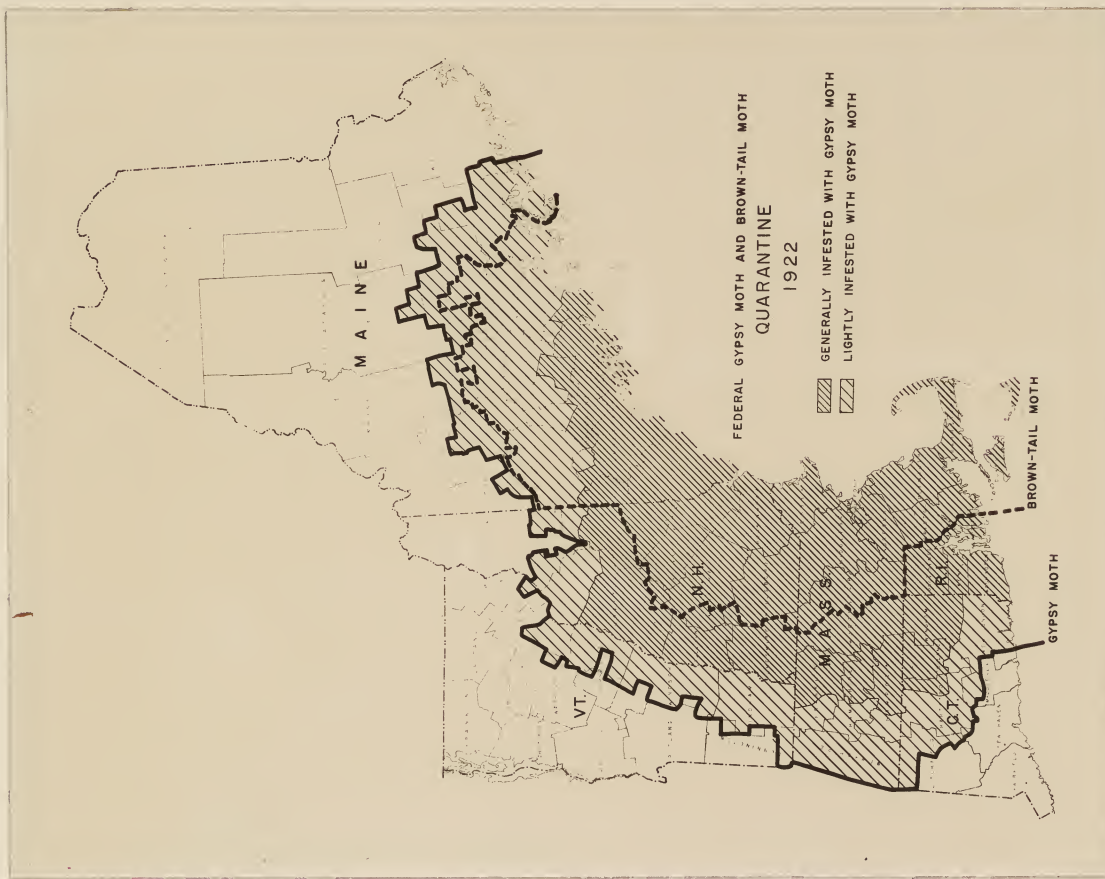 MAINE
FEDERAL GYPSY MOTH AND BROWN-TAIL MOTH
QUARANTINE
1922
GENERALLY INFESTED WITH GYPSY MOTH
LIGHTLY INFESTED WITH GYPSY MOTH
VT.
N.H.
MASS.
R.I.
CT.
GYPSY MOTH
BROWN-TAIL MOTH